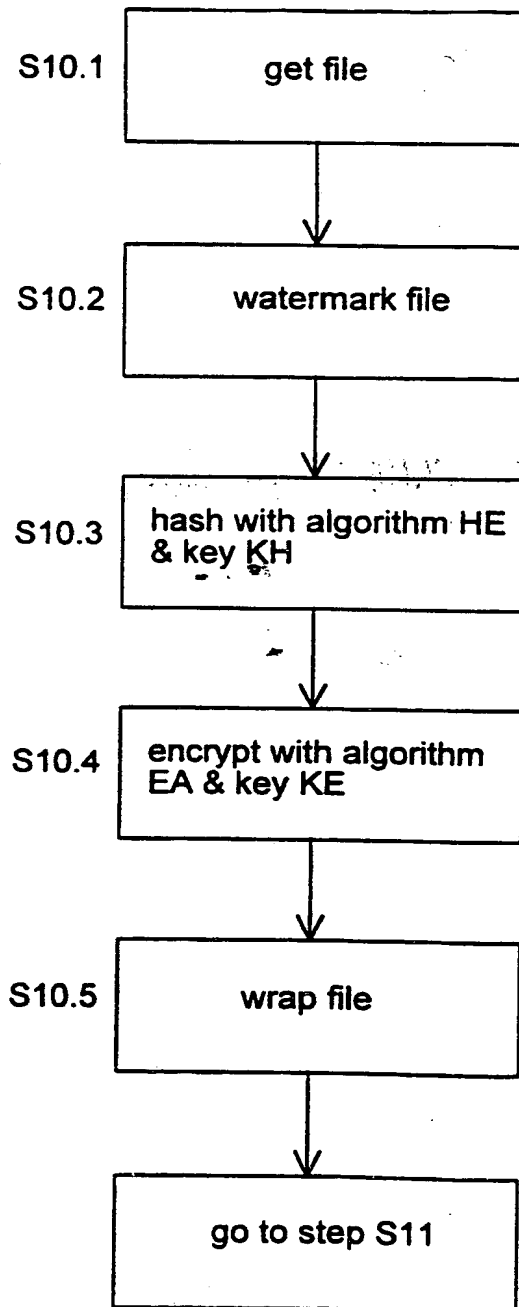 S10.1 get file
S10.2 watermark file
S10.3 hash with algorithm HE
& key KH
S10.4 encrypt with algorithm
EA & key KE
S10.5 wrap file
go to step S11